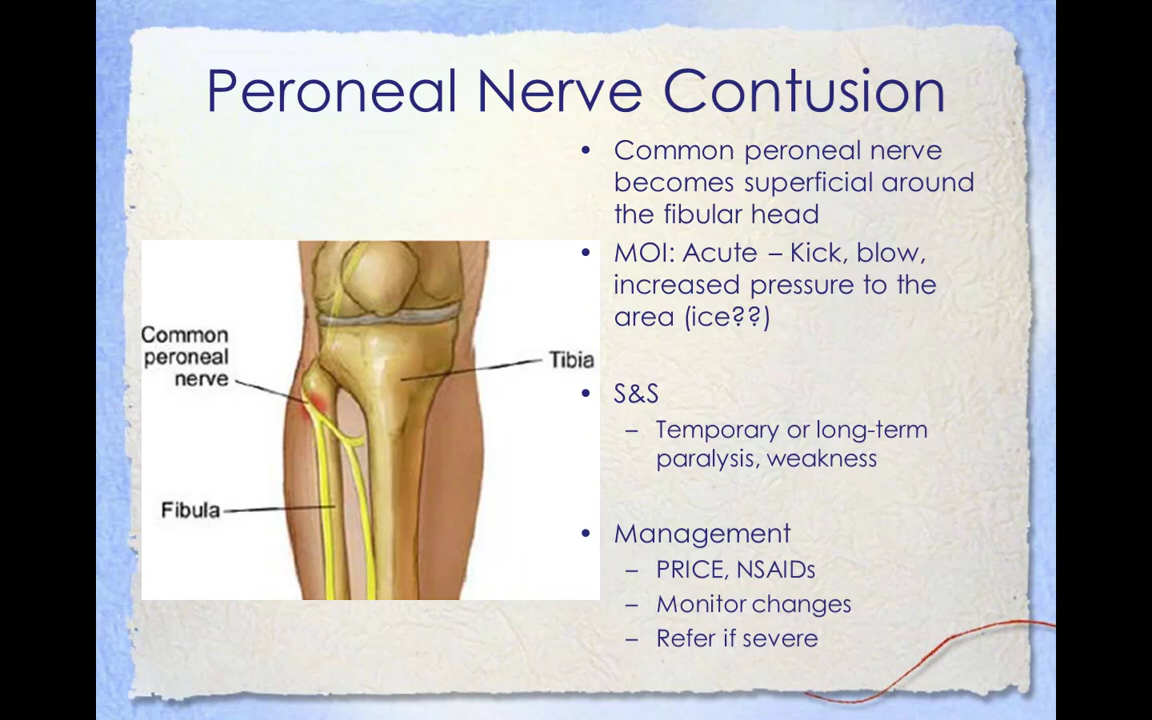 Peroneal Nerve Contusion
• Common peroneal nerve
becomes superficial around
the fibular head
• MOI: Acute – Kick, blow,
increased pressure to the
area (ice??)
• S&S
– Temporary or long-term
paralysis, weakness
• Management
– PRICE, NSAIDs
– Monitor changes
– Refer if severe
Common
peroneal
nerve
Tibia
Fibula